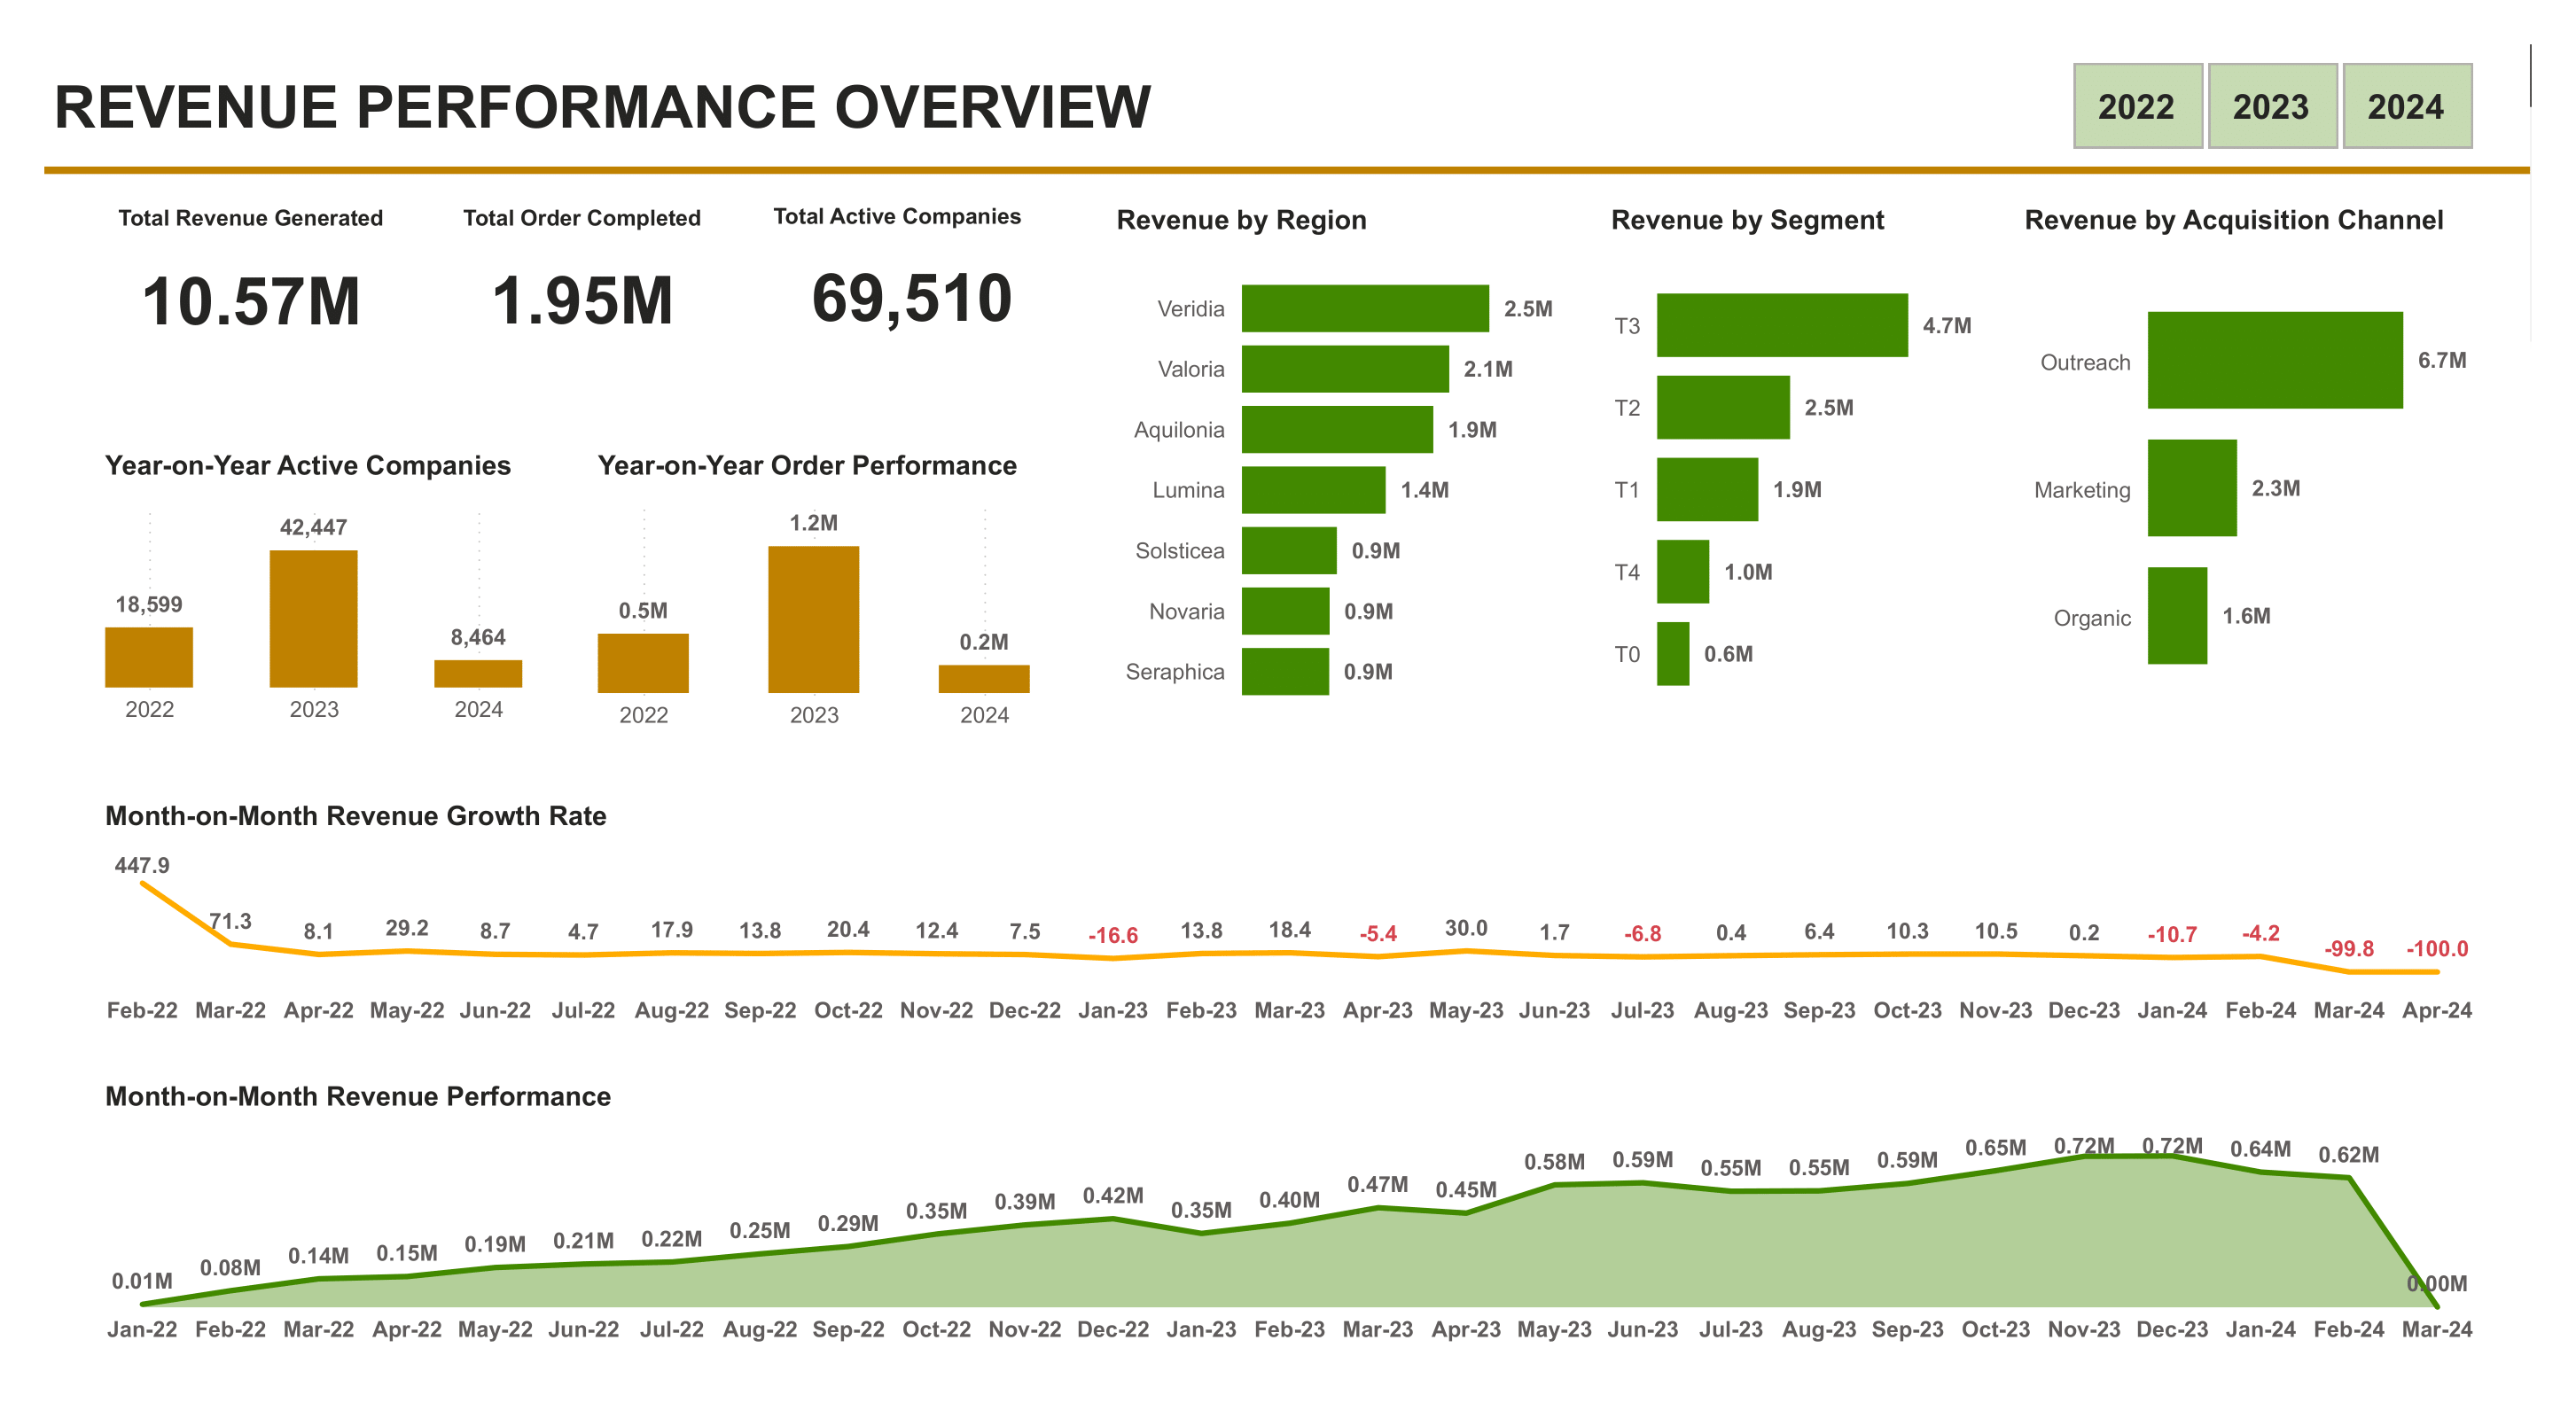 REVENUE PERFORMANCE OVERVIEW
2022 2023 2024
Total Revenue Generated
10.57M
Total Order Completed
1.95M
Total Active Companies
69,510
Year-on-Year Active Companies
18,599 42,447 8,464
2022 2023 2024
Year-on-Year Order Performance
0.5M 1.2M 0.2M
2022 2023 2024
Revenue by Region
Veridia 2.5M
Valoria 2.1M
Aquilonia 1.9M
Lumina 1.4M
Solsticea 0.9M
Novaria 0.9M
Seraphica 0.9M
Revenue by Segment
T3 4.7M
T2 2.5M
T1 1.9M
T4 1.0M
T0 0.6M
Revenue by Acquisition Channel
Outreach 6.7M
Marketing 2.3M
Organic 1.6M
Month-on-Month Revenue Growth Rate
447.9 71.3 8.1 29.2 8.7 4.7 17.9 13.8 20.4 12.4 7.5 -16.6 13.8 18.4 -5.4 30.0 1.7 -6.8 0.4 6.4 10.3 10.5 0.2 -10.7 -4.2 -99.8 -100.0
Feb-22 Mar-22 Apr-22 May-22 Jun-22 Jul-22 Aug-22 Sep-22 Oct-22 Nov-22 Dec-22 Jan-23 Feb-23 Mar-23 Apr-23 May-23 Jun-23 Jul-23 Aug-23 Sep-23 Oct-23 Nov-23 Dec-23 Jan-24 Feb-24 Mar-24 Apr-24
Month-on-Month Revenue Performance
0.01M 0.08M 0.14M 0.15M 0.19M 0.21M 0.22M 0.25M 0.29M 0.35M 0.39M 0.42M 0.35M 0.40M 0.47M 0.45M 0.58M 0.59M 0.55M 0.55M 0.59M 0.65M 0.72M 0.72M 0.64M 0.62M 0.00M
Jan-22 Feb-22 Mar-22 Apr-22 May-22 Jun-22 Jul-22 Aug-22 Sep-22 Oct-22 Nov-22 Dec-22 Jan-23 Feb-23 Mar-23 Apr-23 May-23 Jun-23 Jul-23 Aug-23 Sep-23 Oct-23 Nov-23 Dec-23 Jan-24 Feb-24 Mar-24